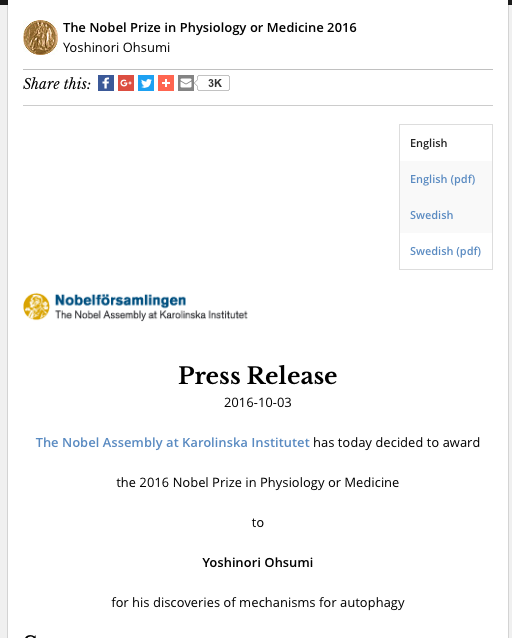 The Nobel Prize in Physiology or Medicine 2016
Yoshinori Ohsumi
Share this:
3K
English
English (pdf)
Swedish
Swedish (pdf)
Nobelförsamlingen
The Nobel Assembly at Karolinska Institutet
Press Release
2016-10-03
The Nobel Assembly at Karolinska Institutet has today decided to award
the 2016 Nobel Prize in Physiology or Medicine
to
Yoshinori Ohsumi
for his discoveries of mechanisms for autophagy